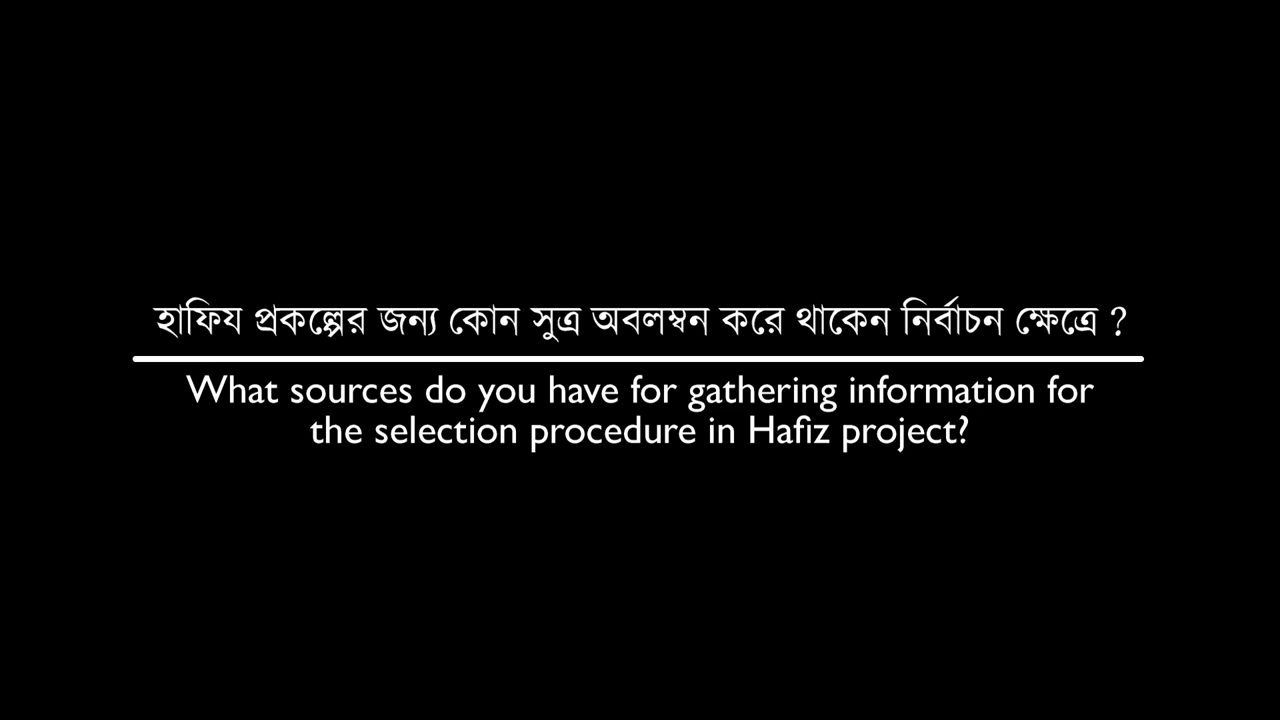 হাফিয প্রকল্পের জন্য কোন সুত্র অবলম্বন করে থাকেন নির্বাচন ক্ষেত্রে ?
What sources do you have for gathering information for
the selection procedure in Hafiz project?